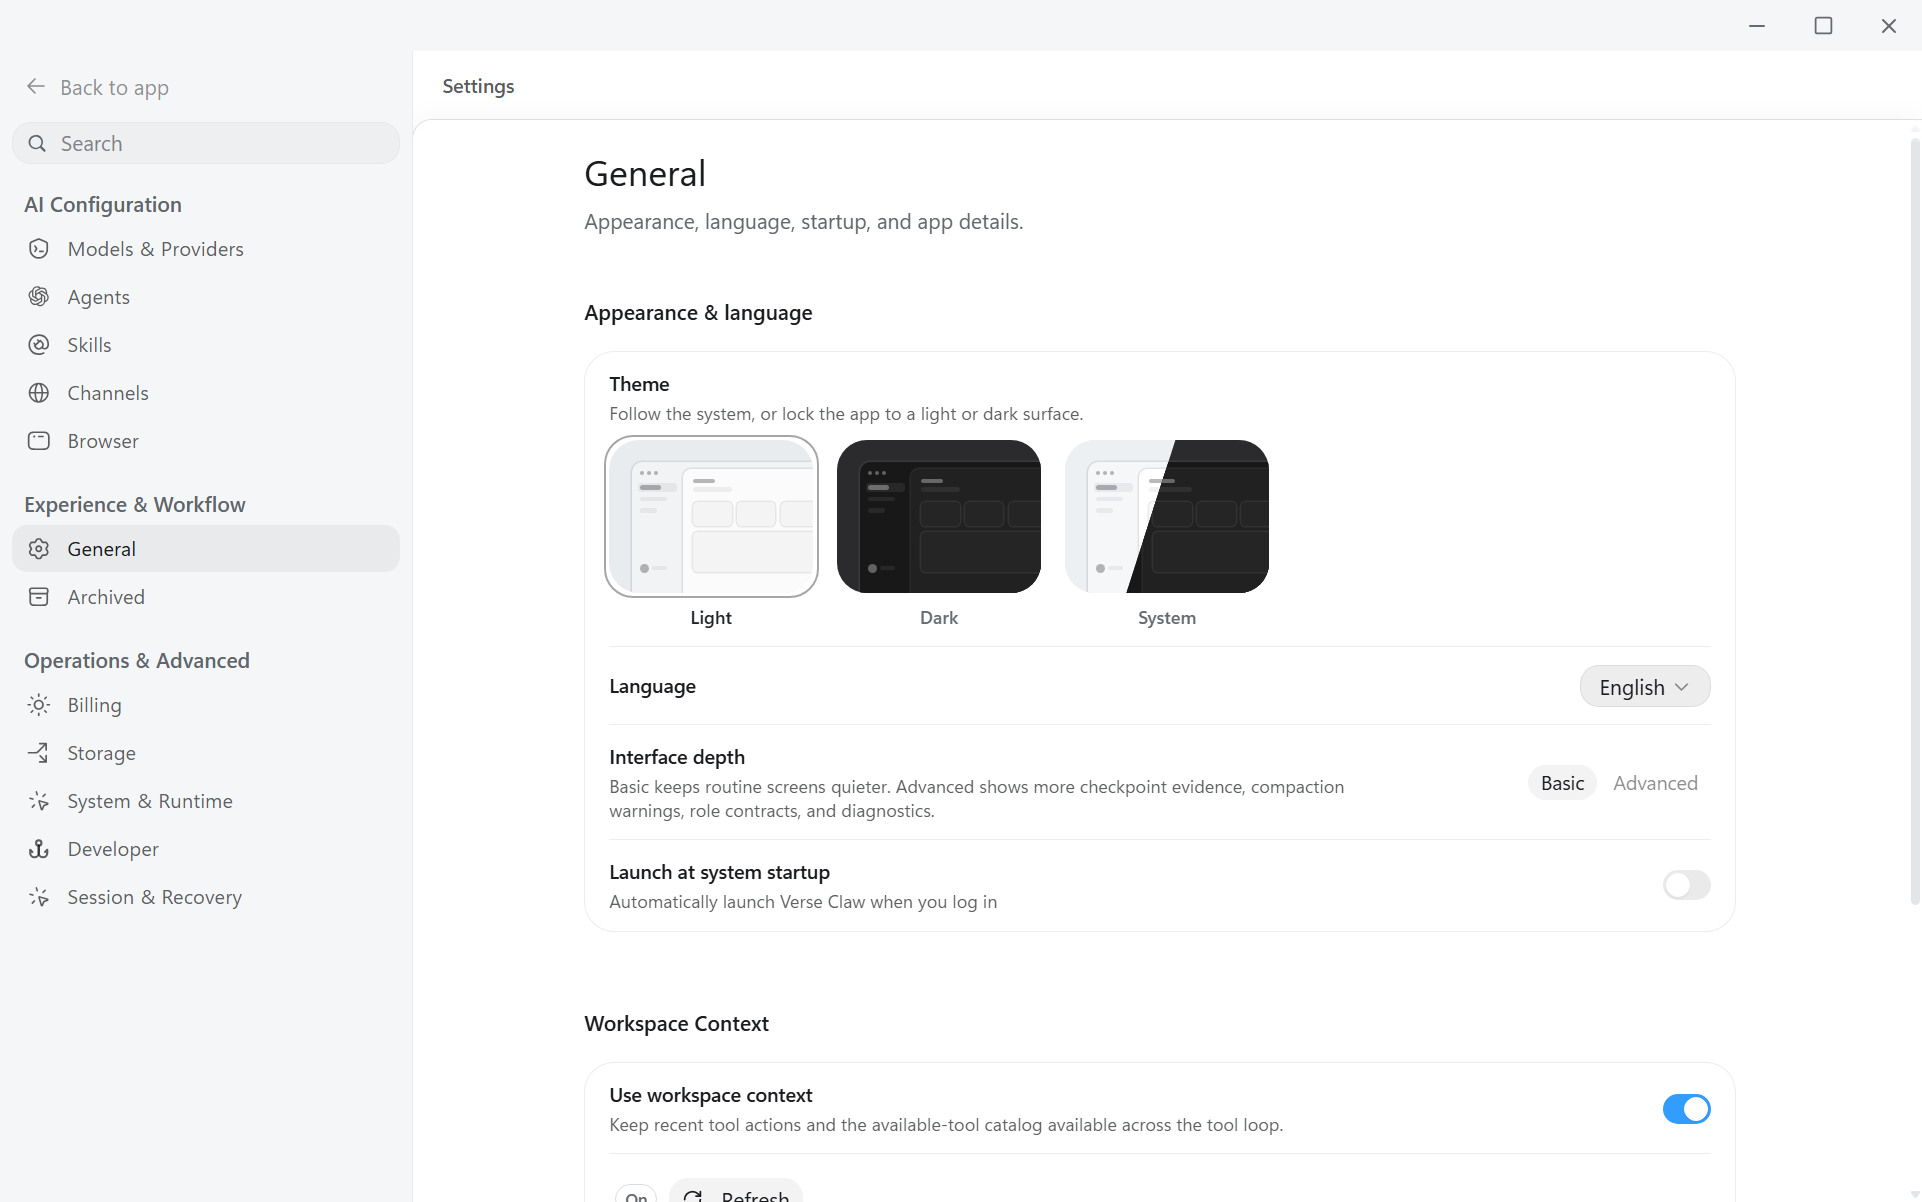 Back to app
Search
AI Configuration
Models & Providers
Agents
Skills
Channels
Browser
Experience & Workflow
General
Archived
Operations & Advanced
Billing
Storage
System & Runtime
Developer
Session & Recovery
Settings
General
Appearance, language, startup, and app details.
Appearance & language
Theme
Follow the system, or lock the app to a light or dark surface.
Light
Dark
System
Language
English
Interface depth
Basic keeps routine screens quieter. Advanced shows more checkpoint evidence, compaction
warnings, role contracts, and diagnostics.
Basic
Advanced
Launch at system startup
Automatically launch Verse Claw when you log in
Workspace Context
Use workspace context
Keep recent tool actions and the available-tool catalog available across the tool loop.
On
Refresh